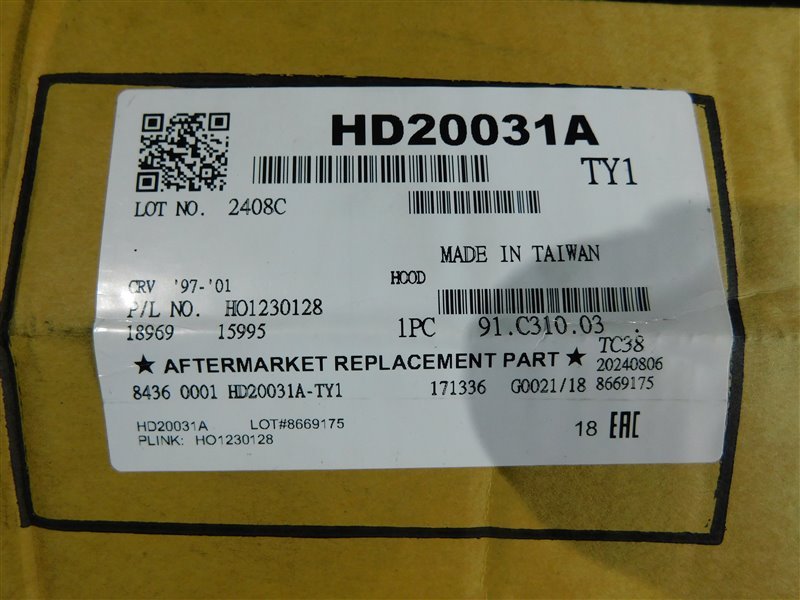 HD20031A
TY1
LOT NO. 2408C
MADE IN TAIWAN
CRV '97-'01 HOOD
P/L NO. HO1230128
18969 15995 1PC 91.C310.03 .
TC38
★ AFTERMARKET REPLACEMENT PART ★ 20240806
8436 0001 HD20031A-TY1 171336 G0021/18 8669175
HD20031A LOT#8669175
PLINK: HO1230128
18 EAC